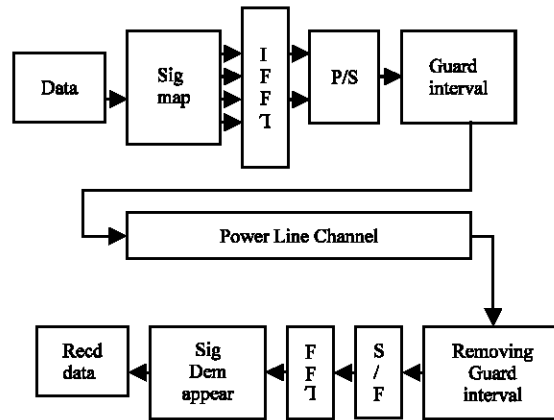 Data
Sig
map
I
F
F
T
P/S
Guard
interval
Power Line Channel
Recd
data
Sig
Dem
appear
F
F
T
S
/
F
Removing
Guard
interval